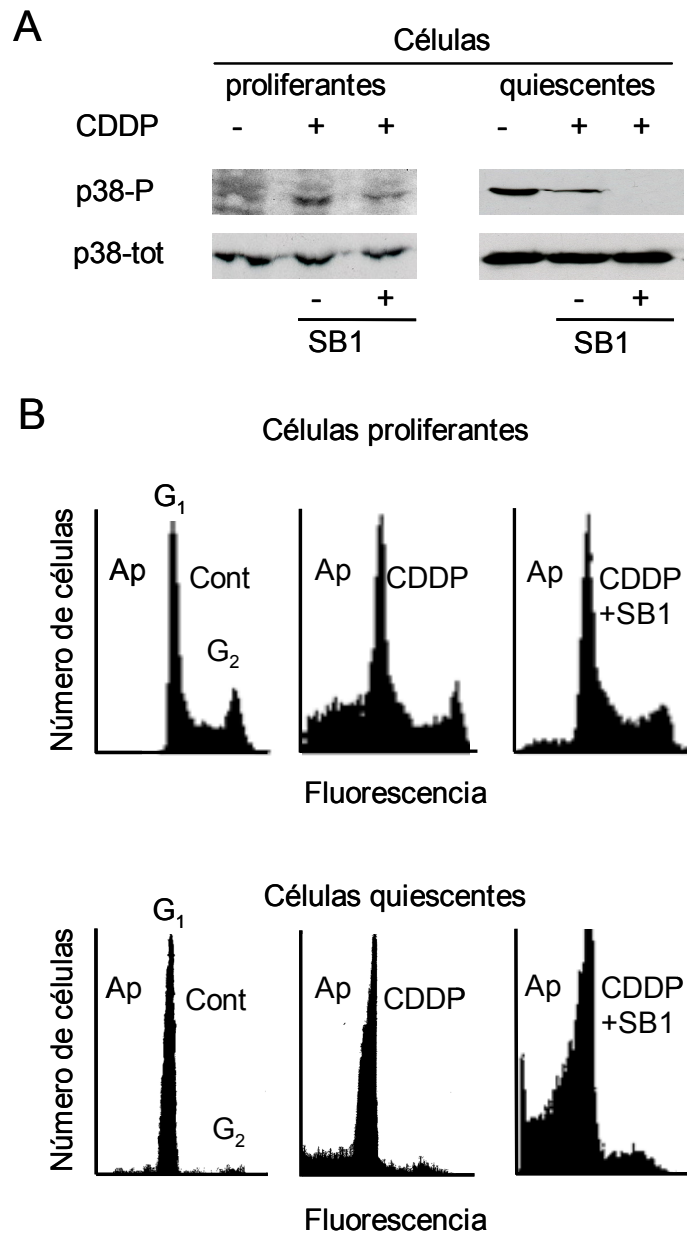 A
Células
proliferantes quiescentes
CDDP - + + - + +
p38-P
p38-tot
- + - +
SB1 SB1
B
Células proliferantes
Número de células
G1
Ap Cont
G2
Ap CDDP
Ap CDDP
+SB1
Fluorescencia
Células quiescentes
Número de células
G1
Ap Cont
G2
Ap CDDP
Ap CDDP
+SB1
Fluorescencia